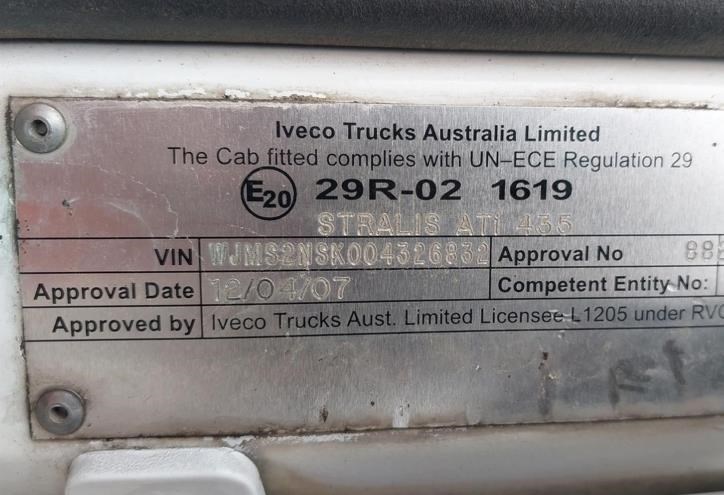 Iveco Trucks Australia Limited
The Cab fitted complies with UN–ECE Regulation 29
E20 29R-02 1619
STRALIS ATi 435
VIN WJMS2NSK004326832 Approval No 88
Approval Date 12/04/07 Competent Entity No:
Approved by Iveco Trucks Aust. Limited Licensee L1205 under RVC